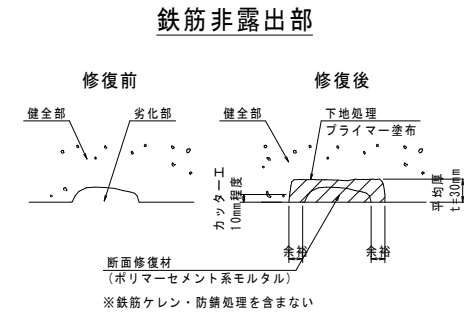 鉄筋非露出部
修復前
修復後
健全部
劣化部
健全部
下地処理
プライマー塗布
カッター工
10mm程度
平均厚
t=30mm
余裕
余裕
断面修復材
(ポリマーセメント系モルタル)
※鉄筋ケレン・防錆処理を含まない